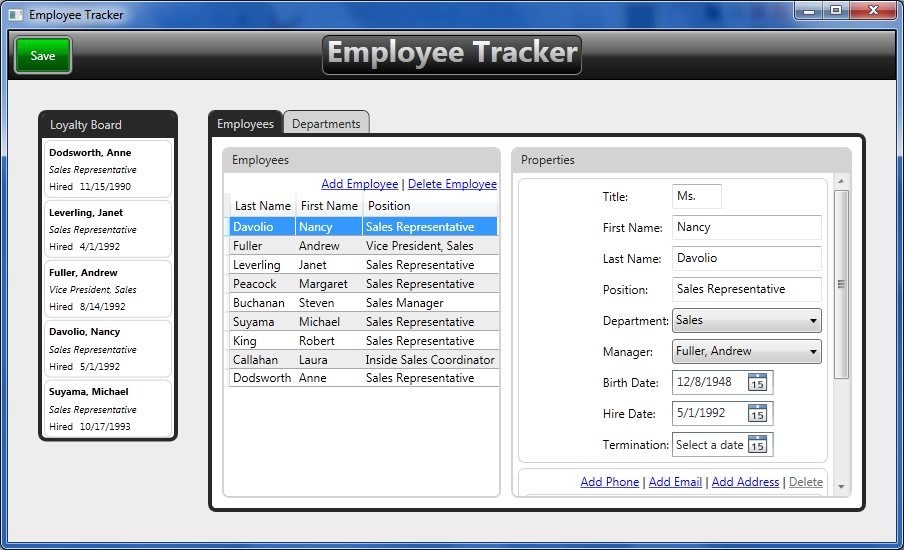 Employee Tracker
Save
Employee Tracker
Loyalty Board
Dodsworth, Anne
Sales Representative
Hired 11/15/1990
Leverling, Janet
Sales Representative
Hired 4/1/1992
Fuller, Andrew
Vice President, Sales
Hired 8/14/1992
Davolio, Nancy
Sales Representative
Hired 5/1/1992
Suyama, Michael
Sales Representative
Hired 10/17/1993
Employees Departments
Employees
Add Employee | Delete Employee
Last Name First Name Position
Davolio Nancy Sales Representative
Fuller Andrew Vice President, Sales
Leverling Janet Sales Representative
Peacock Margaret Sales Representative
Buchanan Steven Sales Manager
Suyama Michael Sales Representative
King Robert Sales Representative
Callahan Laura Inside Sales Coordinator
Dodsworth Anne Sales Representative
Properties
Title: Ms.
First Name: Nancy
Last Name: Davolio
Position: Sales Representative
Department: Sales
Manager: Fuller, Andrew
Birth Date: 12/8/1948 15
Hire Date: 5/1/1992 15
Termination: Select a date 15
Add Phone | Add Email | Add Address | Delete